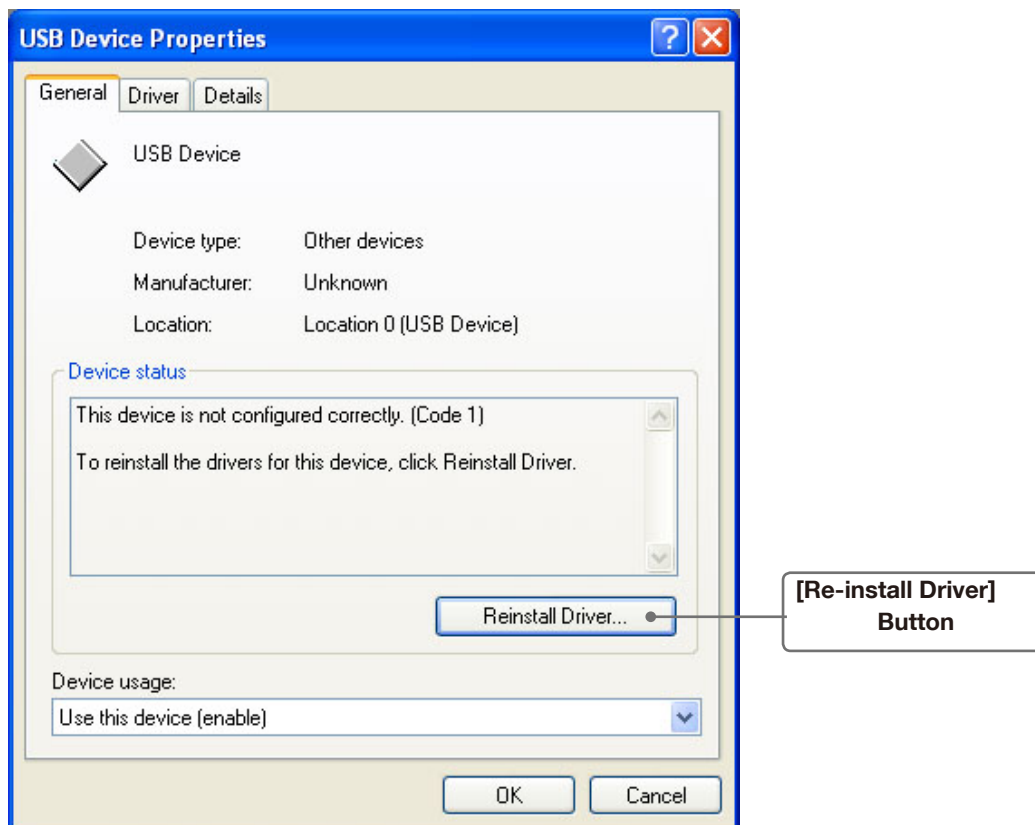 USB Device Properties
General Driver Details
USB Device
Device type: Other devices
Manufacturer: Unknown
Location: Location 0 (USB Device)
Device status
This device is not configured correctly. (Code 1)
To reinstall the drivers for this device, click Reinstall Driver.
Reinstall Driver...
[Re-install Driver]
Button
Device usage:
Use this device (enable)
OK Cancel